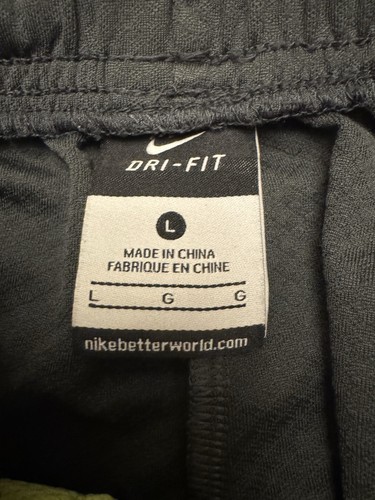 DRI-FIT
L
MADE IN CHINA
FABRIQUE EN CHINE
L G G
nikebetterworld.com